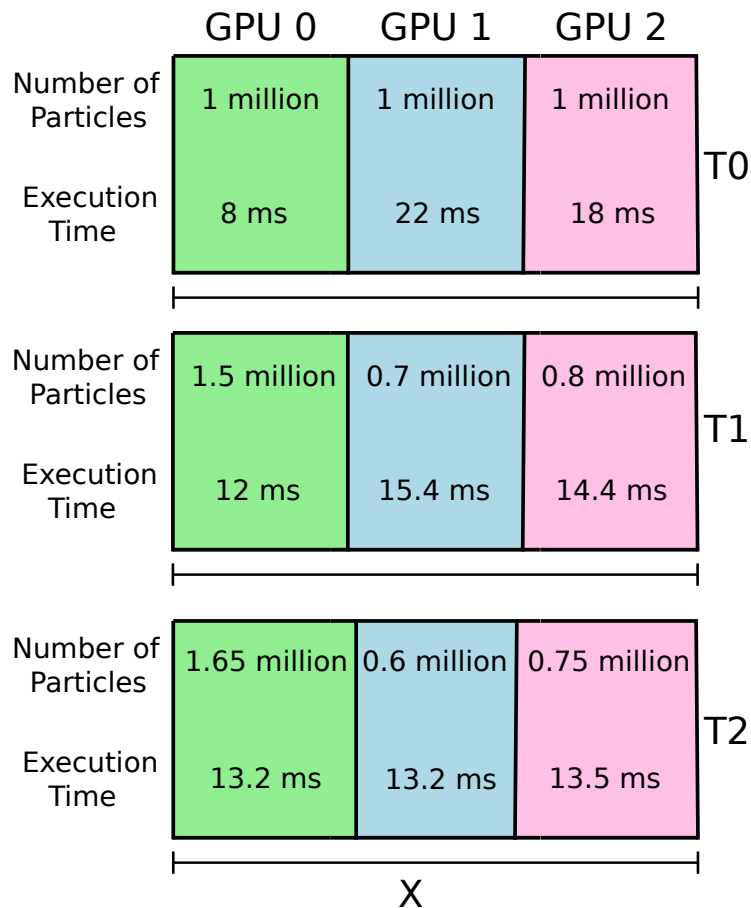 GPU 0 GPU 1 GPU 2
Number of
Particles
1 million 1 million 1 million
T0
Execution
Time
8 ms 22 ms 18 ms
Number of
Particles
1.5 million 0.7 million 0.8 million
T1
Execution
Time
12 ms 15.4 ms 14.4 ms
Number of
Particles
1.65 million 0.6 million 0.75 million
T2
Execution
Time
13.2 ms 13.2 ms 13.5 ms
X